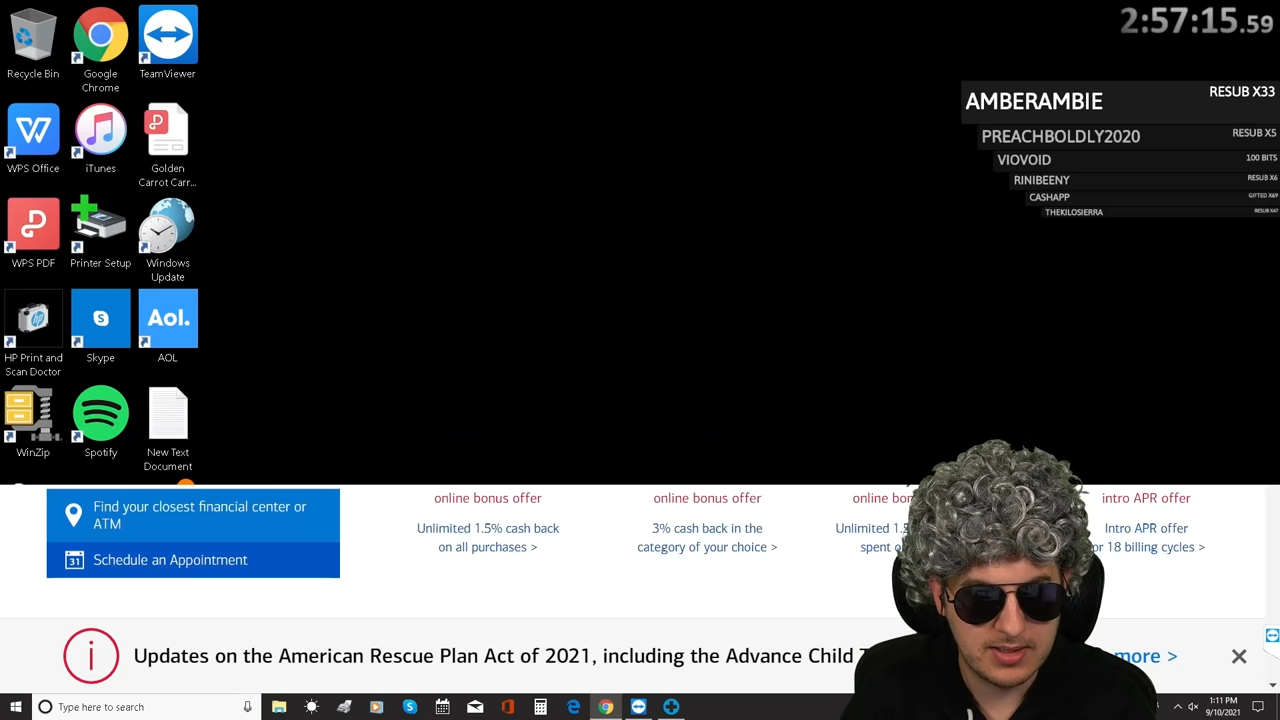 2:57:15.59
AMBERAMBIE RESUB X33
PREACHBOLDLY2020 RESUB X5
VIOVOID 100 BITS
RINIBEENY RESUB X6
CASHAPP GIFTED X69
THEKILOSIERRA RESUB X47
Recycle Bin
Google
Chrome
TeamViewer
WPS Office
iTunes
Golden
Carrot Carr...
WPS PDF
Printer Setup
Windows
Update
HP Print and
Scan Doctor
Skype
Aol.
AOL
WinZip
Spotify
New Text
Document
Find your closest financial center or
ATM
31 Schedule an Appointment
online bonus offer
Unlimited 1.5% cash back
on all purchases >
online bonus offer
3% cash back in the
category of your choice >
online
Unlimited
intro APR offer
Intro APR offer
18 billing cycles >
Updates on the American Rescue Plan Act of 2021, including the Advance Child more >
Type here to search
1:11 PM
9/10/2021